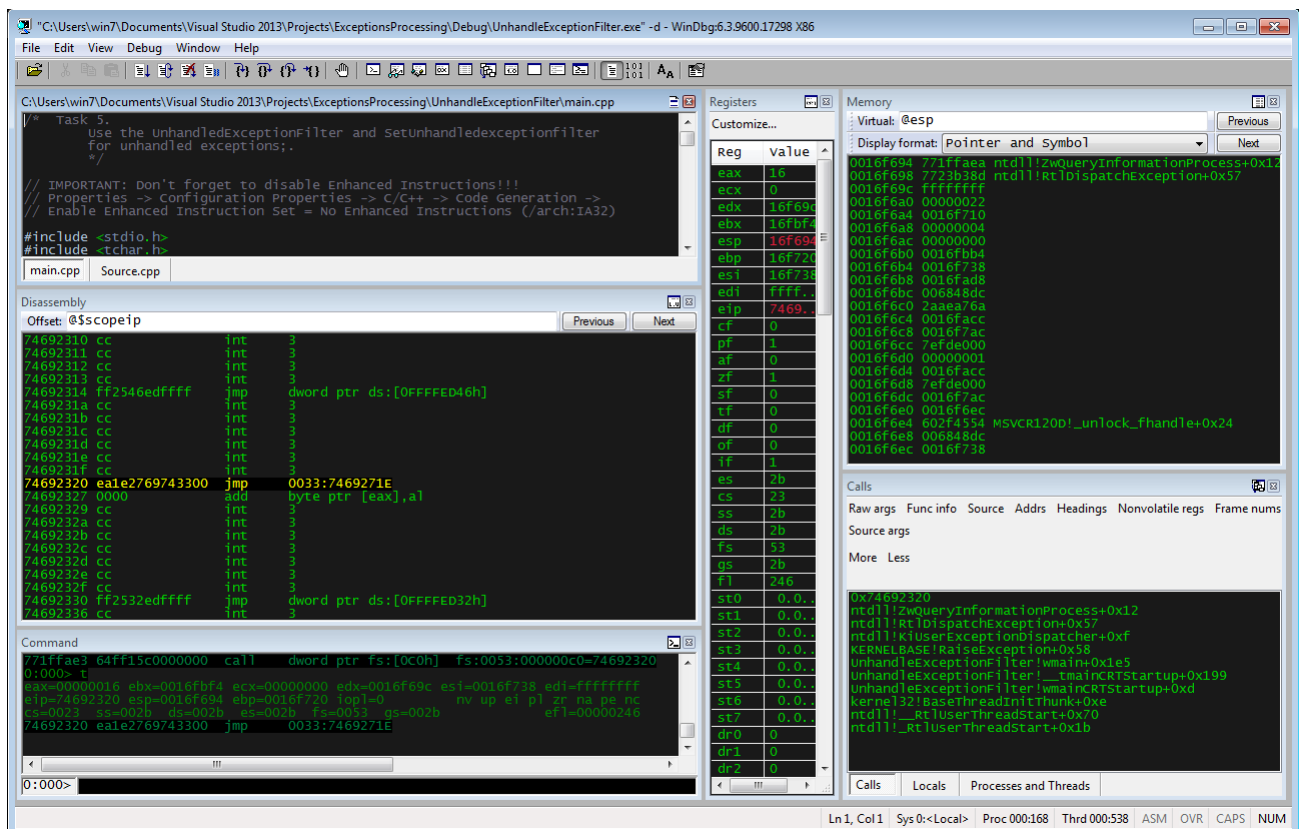 "C:\Users\win7\Documents\Visual Studio 2013\Projects\ExceptionsProcessing\Debug\UnhandleExceptionFilter.exe" -d - WinDbg:6.3.9600.17298 X86
File Edit View Debug Window Help
C:\Users\win7\Documents\Visual Studio 2013\Projects\ExceptionsProcessing\UnhandleExceptionFilter\main.cpp
/* Task 5.
Use the UnhandledExceptionFilter and SetUnhandledexceptionfilter
for unhandled exceptions;.
*/
// IMPORTANT: Don't forget to disable Enhanced Instructions!!!
// Properties -> Configuration Properties -> C/C++ -> Code Generation ->
// Enable Enhanced Instruction Set = No Enhanced Instructions (/arch:IA32)
#include <stdio.h>
#include <tchar.h>
main.cpp Source.cpp
Disassembly
Offset: @$scopeip Previous Next
74692310 cc int 3
74692311 cc int 3
74692312 cc int 3
74692313 cc int 3
74692314 ff2546edffff jmp dword ptr ds:[0FFFFED46h]
7469231a cc int 3
7469231b cc int 3
7469231c cc int 3
7469231d cc int 3
7469231e cc int 3
7469231f cc int 3
74692320 ea1e2769743300 jmp 0033:7469271E
74692327 0000 add byte ptr [eax],al
74692329 cc int 3
7469232a cc int 3
7469232b cc int 3
7469232c cc int 3
7469232d cc int 3
7469232e cc int 3
7469232f cc int 3
74692330 ff2532edffff jmp dword ptr ds:[0FFFFED32h]
74692336 cc int 3
Command
771ffae3 64ff15c0000000 call dword ptr fs:[0C0h] fs:0053:000000c0=74692320
0:000> t
eax=00000016 ebx=0016fbf4 ecx=00000000 edx=0016f69c esi=0016f738 edi=ffffffff
eip=74692320 esp=0016f694 ebp=0016f720 iopl=0 nv up ei pl zr na pe nc
cs=0023 ss=002b ds=002b es=002b fs=0053 gs=002b efl=00000246
74692320 ea1e2769743300 jmp 0033:7469271E
0:000>
Registers
Customize...
Reg Value
eax 16
ecx 0
edx 16f69c
ebx 16fbf4
esp 16f694
ebp 16f720
esi 16f738
edi ffff..
eip 7469..
cf 0
pf 1
af 0
zf 1
sf 0
tf 0
df 0
of 0
if 1
es 2b
cs 23
ss 2b
ds 2b
fs 53
gs 2b
fl 246
st0 0.0..
st1 0.0..
st2 0.0..
st3 0.0..
st4 0.0..
st5 0.0..
st6 0.0..
st7 0.0..
dr0 0
dr1 0
dr2 0
Memory
Virtual: @esp Previous
Display format: Pointer and Symbol Next
0016f694 771ffaea ntdll!ZwQueryInformationProcess+0x12
0016f698 7723b38d ntdll!RtlDispatchException+0x57
0016f69c ffffffff
0016f6a0 00000022
0016f6a4 0016f710
0016f6a8 00000004
0016f6ac 00000000
0016f6b0 0016fbb4
0016f6b4 0016f738
0016f6b8 0016fad8
0016f6bc 006848dc
0016f6c0 2aaea76a
0016f6c4 0016facc
0016f6c8 0016f7ac
0016f6cc 7efde000
0016f6d0 00000001
0016f6d4 0016facc
0016f6d8 7efde000
0016f6dc 0016f7ac
0016f6e0 0016f6ec
0016f6e4 602f4554 MSVCR120D!_unlock_fhandle+0x24
0016f6e8 006848dc
0016f6ec 0016f738
Calls
Raw args Func info Source Addrs Headings Nonvolatile regs Frame nums
Source args
More Less
0x74692320
ntdll!ZwQueryInformationProcess+0x12
ntdll!RtlDispatchException+0x57
ntdll!KiUserExceptionDispatcher+0xf
KERNELBASE!RaiseException+0x58
UnhandleExceptionFilter!wmain+0x1e5
UnhandleExceptionFilter!__tmainCRTStartup+0x199
UnhandleExceptionFilter!wmainCRTStartup+0xd
kernel32!BaseThreadInitThunk+0xe
ntdll!__RtlUserThreadStart+0x70
ntdll!_RtlUserThreadStart+0x1b
Calls Locals Processes and Threads
Ln 1, Col 1 Sys 0:<Local> Proc 000:168 Thrd 000:538 ASM OVR CAPS NUM